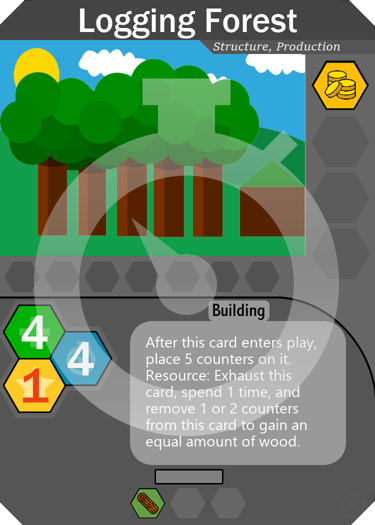 Logging Forest
Structure, Production
Building
4
4
1
After this card enters play,
place 5 counters on it.
Resource: Exhaust this
card, spend 1 time, and
remove 1 or 2 counters
from this card to gain an
equal amount of wood.